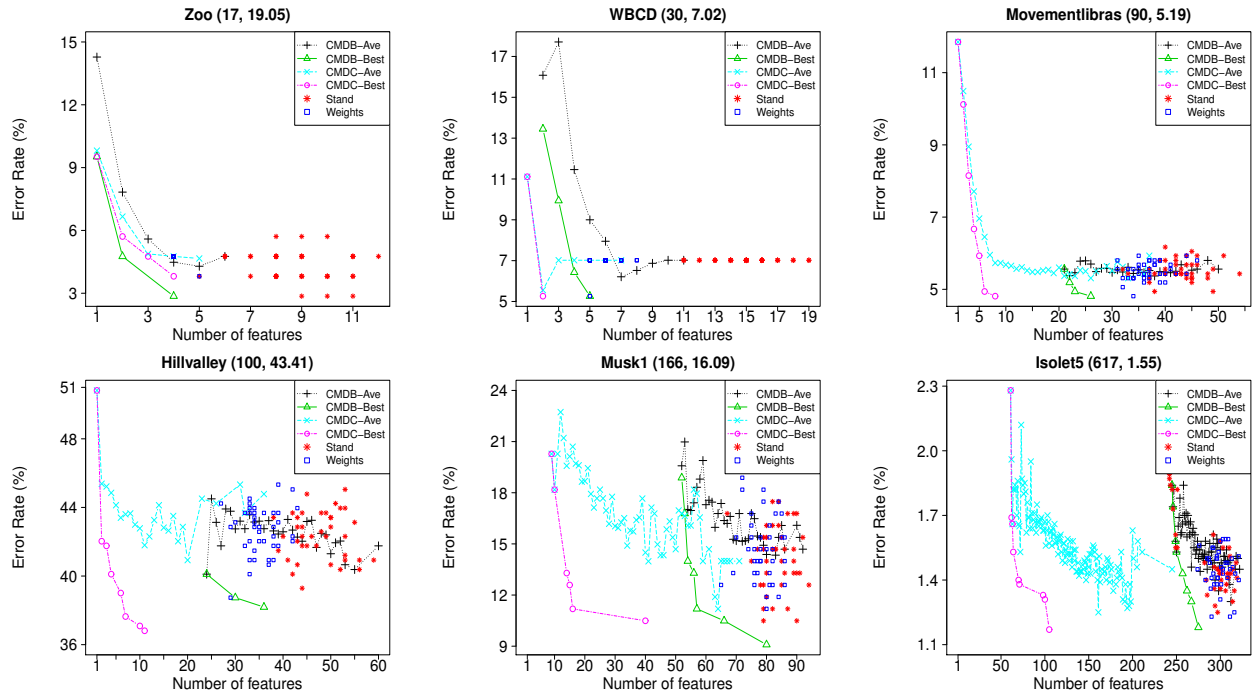 Zoo (17, 19.05)
Error Rate (%)
15
12
9
6
3
1 3 5 7 9 11
Number of features
CMDB-Ave
CMDB-Best
CMDC-Ave
CMDC-Best
Stand
Weights
WBCD (30, 7.02)
Error Rate (%)
17
15
13
11
9
7
5
1 3 5 7 9 11 13 15 17 19
Number of features
CMDB-Ave
CMDB-Best
CMDC-Ave
CMDC-Best
Stand
Weights
Movementlibras (90, 5.19)
Error Rate (%)
11
9
7
5
1 5 10 20 30 40 50
Number of features
CMDB-Ave
CMDB-Best
CMDC-Ave
CMDC-Best
Stand
Weights
Hillvalley (100, 43.41)
Error Rate (%)
51
48
44
40
36
1 10 20 30 40 50 60
Number of features
CMDB-Ave
CMDB-Best
CMDC-Ave
CMDC-Best
Stand
Weights
Musk1 (166, 16.09)
Error Rate (%)
24
21
18
15
12
9
1 10 20 30 40 50 60 70 80 90
Number of features
CMDB-Ave
CMDB-Best
CMDC-Ave
CMDC-Best
Stand
Weights
Isolet5 (617, 1.55)
Error Rate (%)
2.3
2.0
1.7
1.4
1.1
1 50 100 150 200 250 300
Number of features
CMDB-Ave
CMDB-Best
CMDC-Ave
CMDC-Best
Stand
Weights